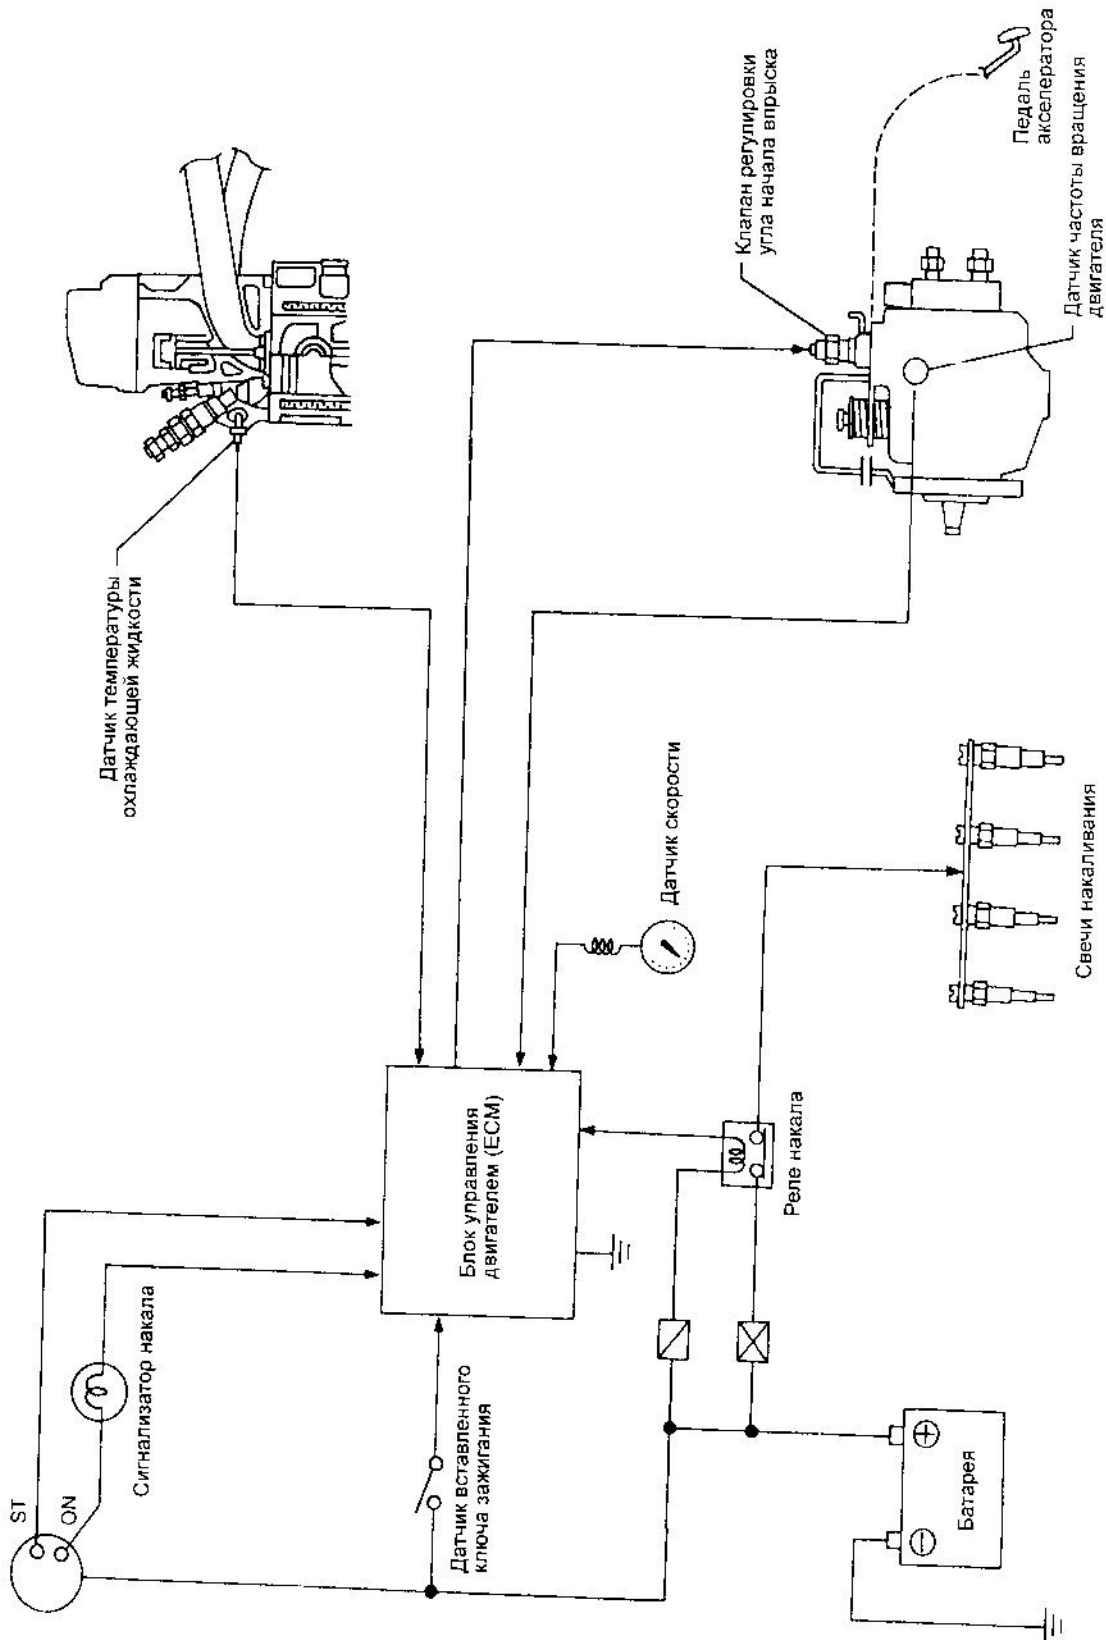 ST
ON
Сигнализатор накала
Датчик температуры
охлаждающей жидкости
Клапан регулировки
угла начала впрыска
Педаль
акселератора
Датчик частоты вращения
двигателя
Блок управления
двигателем (ECM)
Датчик вставленного
ключа зажигания
Датчик скорости
Реле накала
Свечи накаливания
Батарея